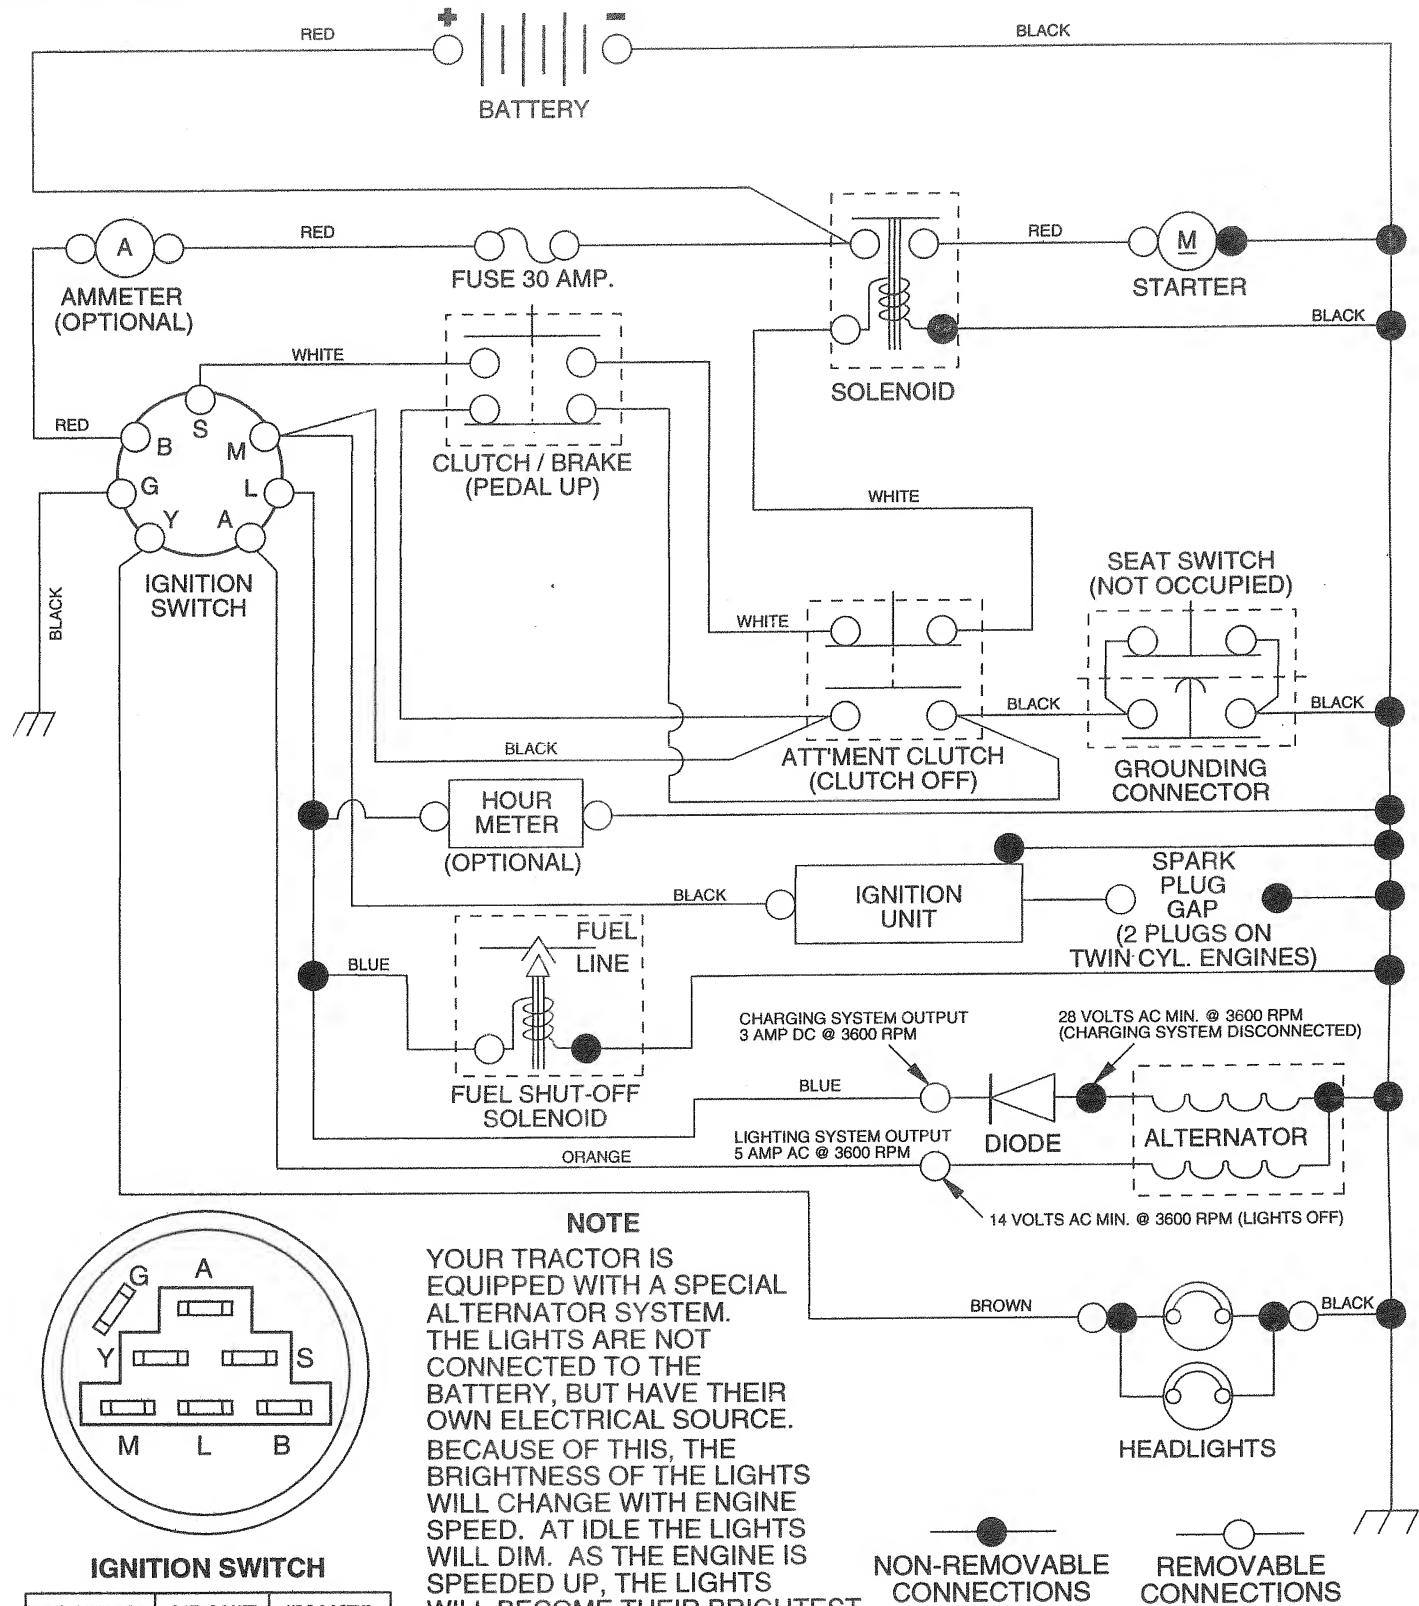 RED
+
-
BLACK
BATTERY
A
RED
FUSE 30 AMP.
AMMETER
(OPTIONAL)
RED
M
STARTER
BLACK
SOLENOID
WHITE
RED
S
B
M
G
L
Y
A
IGNITION
SWITCH
BLACK
CLUTCH / BRAKE
(PEDAL UP)
WHITE
SEAT SWITCH
(NOT OCCUPIED)
WHITE
BLACK
BLACK
BLACK
ATT'MENT CLUTCH
(CLUTCH OFF)
GROUNDING
CONNECTOR
HOUR
METER
(OPTIONAL)
BLACK
IGNITION
UNIT
SPARK
PLUG
GAP
(2 PLUGS ON
TWIN CYL. ENGINES)
FUEL
LINE
BLUE
FUEL SHUT-OFF
SOLENOID
CHARGING SYSTEM OUTPUT
3 AMP DC @ 3600 RPM
28 VOLTS AC MIN. @ 3600 RPM
(CHARGING SYSTEM DISCONNECTED)
BLUE
DIODE
ALTERNATOR
LIGHTING SYSTEM OUTPUT
5 AMP AC @ 3600 RPM
ORANGE
14 VOLTS AC MIN. @ 3600 RPM (LIGHTS OFF)
BROWN
BLACK
HEADLIGHTS
G
A
Y
S
M
L
B
IGNITION SWITCH
NOTE
YOUR TRACTOR IS
EQUIPPED WITH A SPECIAL
ALTERNATOR SYSTEM.
THE LIGHTS ARE NOT
CONNECTED TO THE
BATTERY, BUT HAVE THEIR
OWN ELECTRICAL SOURCE.
BECAUSE OF THIS, THE
BRIGHTNESS OF THE LIGHTS
WILL CHANGE WITH ENGINE
SPEED. AT IDLE THE LIGHTS
WILL DIM. AS THE ENGINE IS
SPEEDED UP, THE LIGHTS
WILL BECOME THEIR BRIGHTEST
NON-REMOVABLE
CONNECTIONS
REMOVABLE
CONNECTIONS